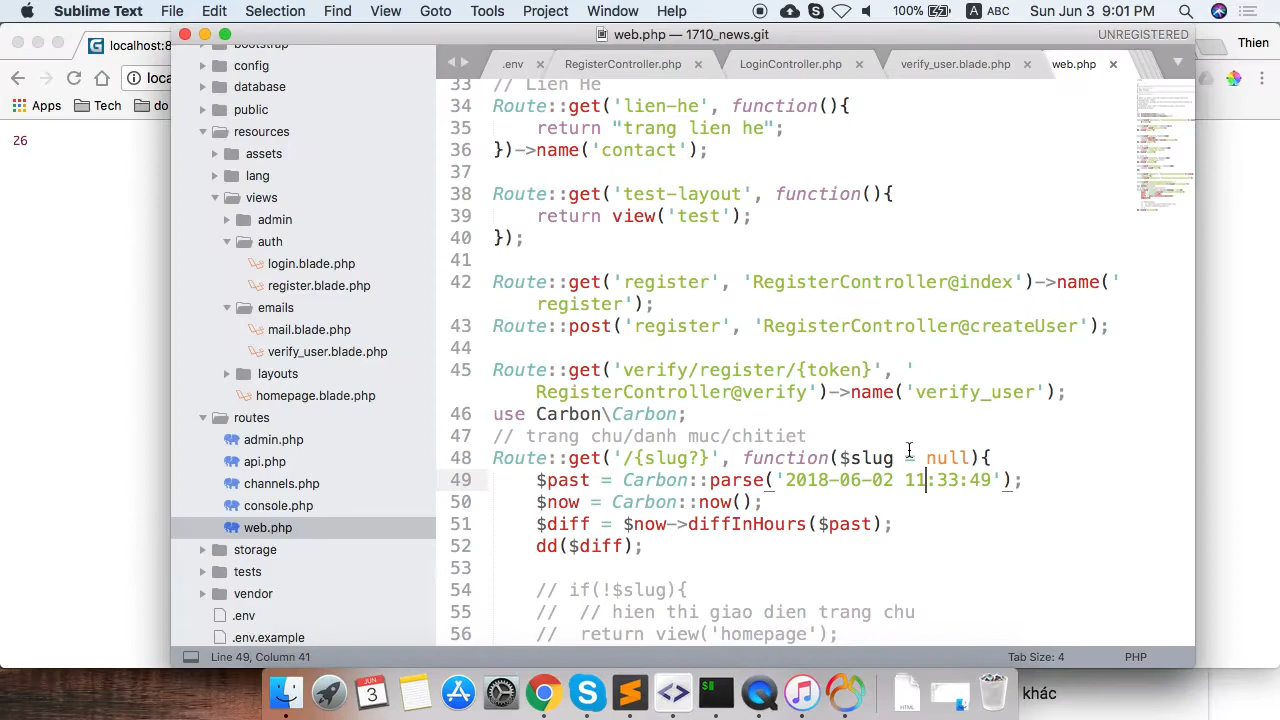 Sublime Text File Edit Selection Find View Goto Tools Project Window Help 100% A ABC Sun Jun 3 9:01 PM
web.php — 1710_news.git UNREGISTERED
localhost:8 Thien
.env RegisterController.php LoginController.php verify_user.blade.php web.php
loca
Apps Tech do
26
config
database
public
resources
assets
lang
views
admin
auth
login.blade.php
register.blade.php
emails
mail.blade.php
verify_user.blade.php
layouts
homepage.blade.php
routes
admin.php
api.php
channels.php
console.php
web.php
storage
tests
vendor
.env
.env.example
33 // Lien He
34 Route::get('lien-he', function(){
35 return "trang lien he";
36 })->name('contact');
37
38 Route::get('test-layout', function(){
39 return view('test');
40 });
41
42 Route::get('register', 'RegisterController@index')->name('
register');
43 Route::post('register', 'RegisterController@createUser');
44
45 Route::get('verify/register/{token}', '
RegisterController@verify')->name('verify_user');
46 use Carbon\Carbon;
47 // trang chu/danh muc/chitiet
48 Route::get('/{slug?}', function($slug = null){
49 $past = Carbon::parse('2018-06-02 11:33:49');
50 $now = Carbon::now();
51 $diff = $now->diffInHours($past);
52 dd($diff);
53
54 // if(!$slug){
55 // // hien thi giao dien trang chu
56 // return view('homepage');
Line 49, Column 41 Tab Size: 4 PHP
JUN
3
HTML
khác